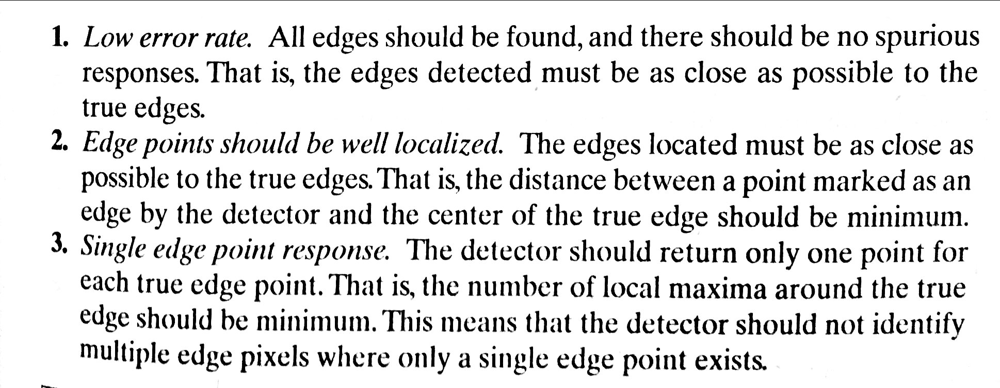 1. Low error rate. All edges should be found, and there should be no spurious
responses. That is, the edges detected must be as close as possible to the
true edges.
2. Edge points should be well localized. The edges located must be as close as
possible to the true edges. That is, the distance between a point marked as an
edge by the detector and the center of the true edge should be minimum.
3. Single edge point response. The detector should return only one point for
each true edge point. That is, the number of local maxima around the true
edge should be minimum. This means that the detector should not identify
multiple edge pixels where only a single edge point exists.